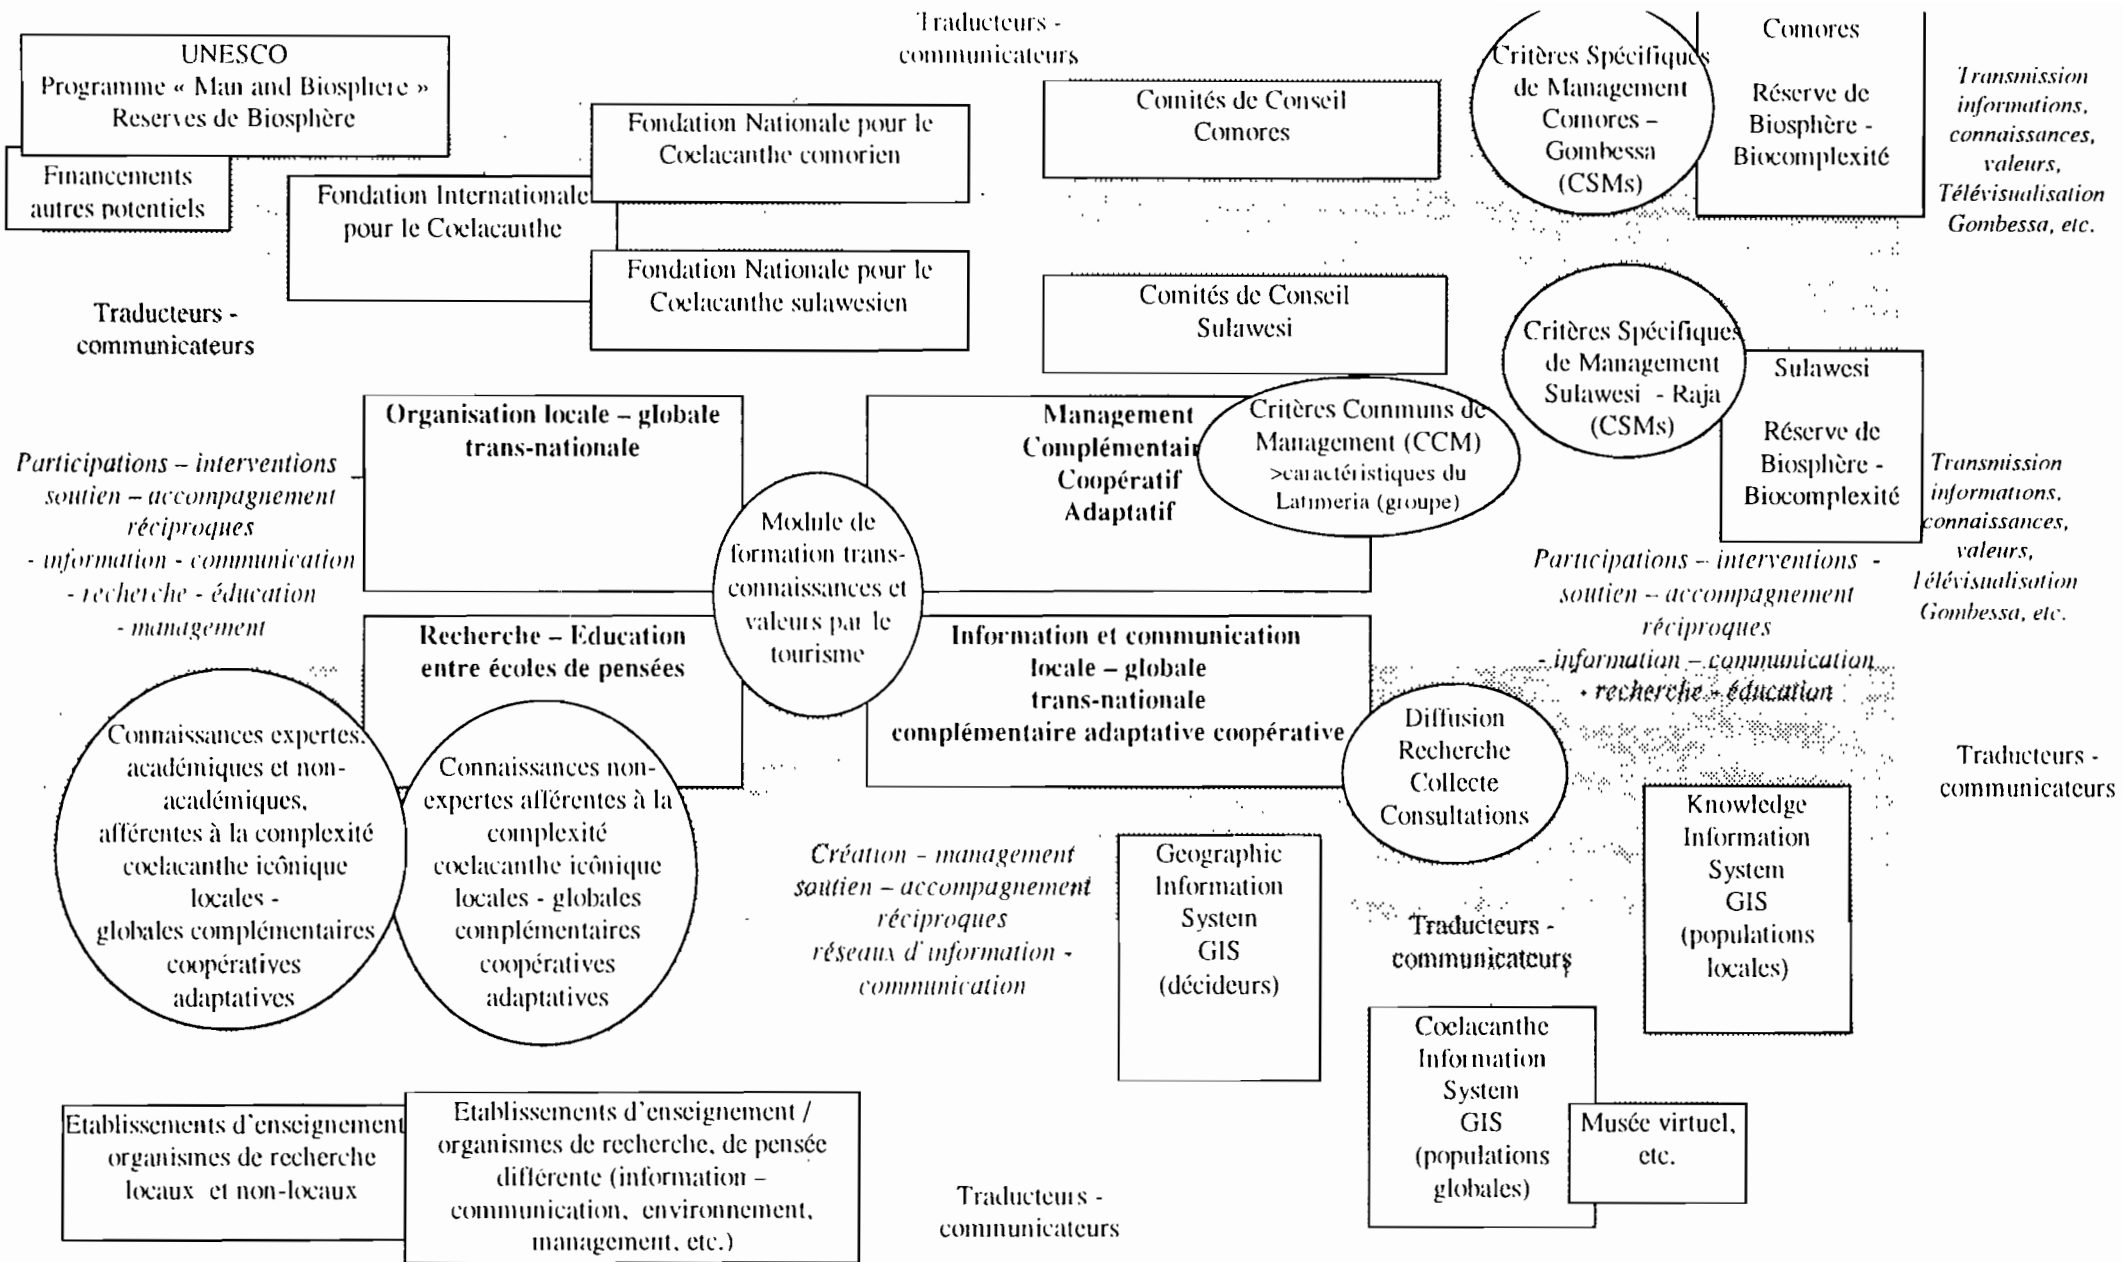 Traducteurs -
communicateurs
UNESCO
Programme « Man and Biosphere »
Reserves de Biosphère
Financements
autres potentiels
Fondation Internationale
pour le Coelacanthe
Fondation Nationale pour le
Coelacanthe comorien
Fondation Nationale pour le
Coelacanthe sulawesien
Comités de Conseil
Comores
Comités de Conseil
Sulawesi
Critères Spécifiques
de Management
Comores –
Gombessa
(CSMs)
Comores
Réserve de
Biosphère -
Biocomplexité
Transmission
informations,
connaissances,
valeurs,
Télévisualisation
Gombessa, etc.
Critères Spécifiques
de Management
Sulawesi - Raja
(CSMs)
Sulawesi
Réserve de
Biosphère -
Biocomplexité
Transmission
informations,
connaissances,
valeurs,
Télévisualisation
Gombessa, etc.
Traducteurs -
communicateurs
Participations – interventions
soutien – accompagnement
réciproques
- information - communication
- recherche - éducation
- management
Organisation locale – globale
trans-nationale
Management
Complémentair
Coopératif
Adaptatif
Critères Communs de
Management (CCM)
>caractéristiques du
Latimeria (groupe)
Module de
formation trans-
connaissances et
valeurs par le
tourisme
Recherche – Education
entre écoles de pensées
Information et communication
locale – globale
trans-nationale
complémentaire adaptative coopérative
Participations – interventions -
soutien – accompagnement
réciproques
- information – communication
- recherche - éducation
Diffusion
Recherche
Collecte
Consultations
Connaissances expertes,
académiques et non-
académiques,
afférentes à la complexité
coelacanthe icônique
locales -
globales complémentaires
coopératives
adaptatives
Connaissances non-
expertes afférentes à la
complexité
coelacanthe icônique
locales - globales
complémentaires
coopératives
adaptatives
Création – management
soutien – accompagnement
réciproques
réseaux d'information -
communication
Geographic
Information
System
GIS
(décideurs)
Traducteurs -
communicateurs
Knowledge
Information
System
GIS
(populations
locales)
Traducteurs -
communicateurs
Coelacanthe
Information
System
GIS
(populations
globales)
Musée virtuel,
etc.
Etablissements d'enseignement
organismes de recherche
locaux et non-locaux
Etablissements d'enseignement /
organismes de recherche, de pensée
différente (information –
communication, environnement,
management, etc.)
Traducteurs -
communicateurs